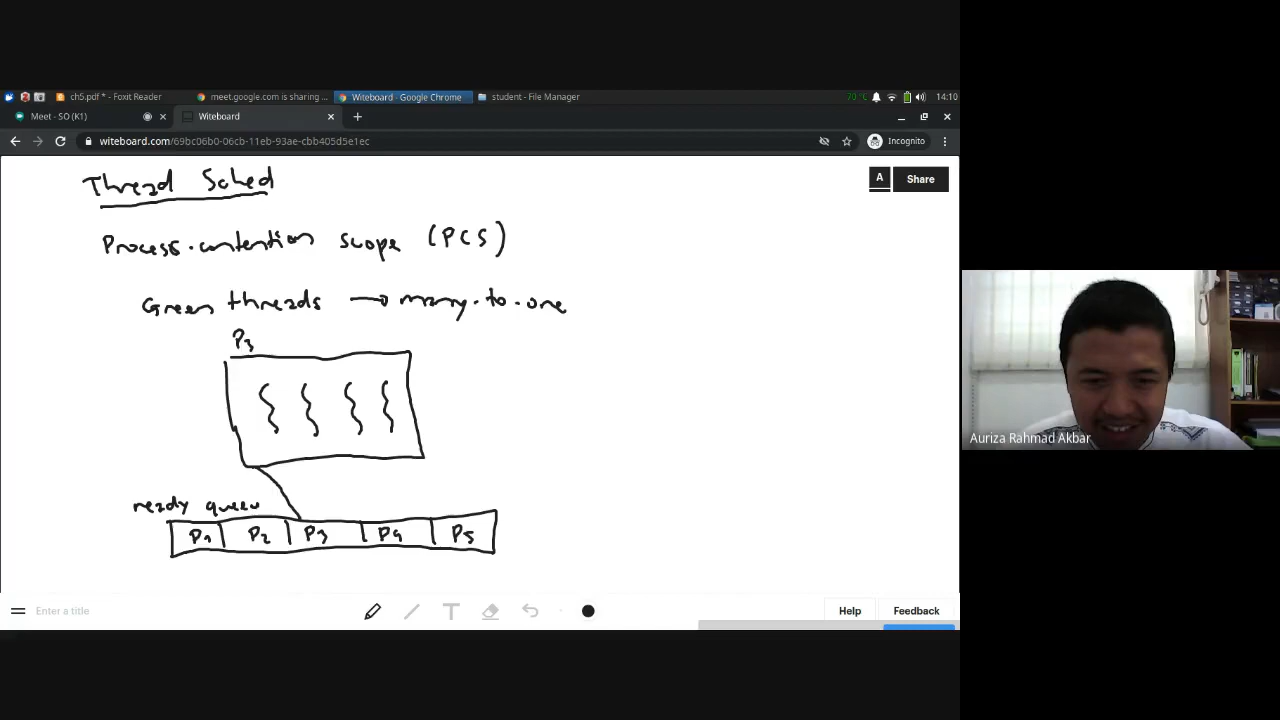 ch5.pdf * - Foxit Reader
meet.google.com is sharing ...
Witeboard - Google Chrome
student - File Manager
70°C
14:10
Meet - SO (K1)
Witeboard
witeboard.com/69bc06b0-06cb-11eb-93ae-cbb405d5e1ec
Incognito
Thread Sched
A
Share
Process-contention scope (PCS)
Green threads → many-to-one
P3
ready queue
P1 P2 P3 P4 P5
Enter a title
Help
Feedback
Auriza Rahmad Akbar